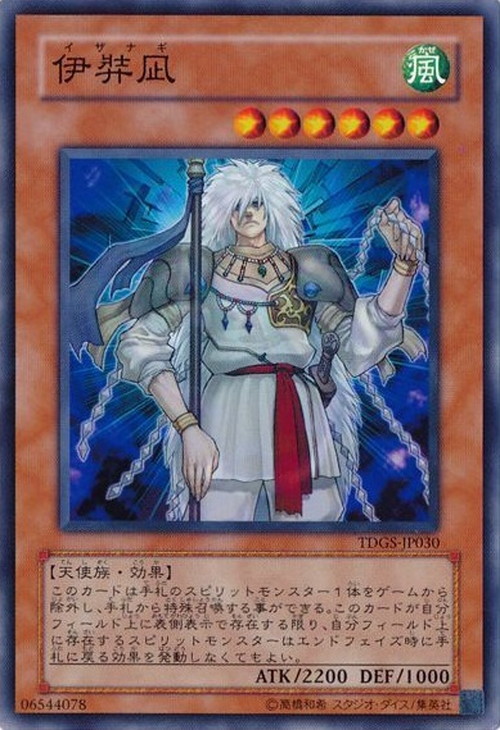 イザナギ
伊弉凪
かぜ
風
TDGS-JP030
【天使族・効果】
このカードは手札のスピリットモンスター１体をゲームから
除外し、手札から特殊召喚する事ができる。このカードが自分
フィールド上に表側表示で存在する限り、自分フィールド上
に存在するスピリットモンスターはエンドフェイズ時に手
札に戻る効果を発動しなくてもよい。
ATK/2200 DEF/1000
06544078
©高橋和希 スタジオ・ダイス/集英社